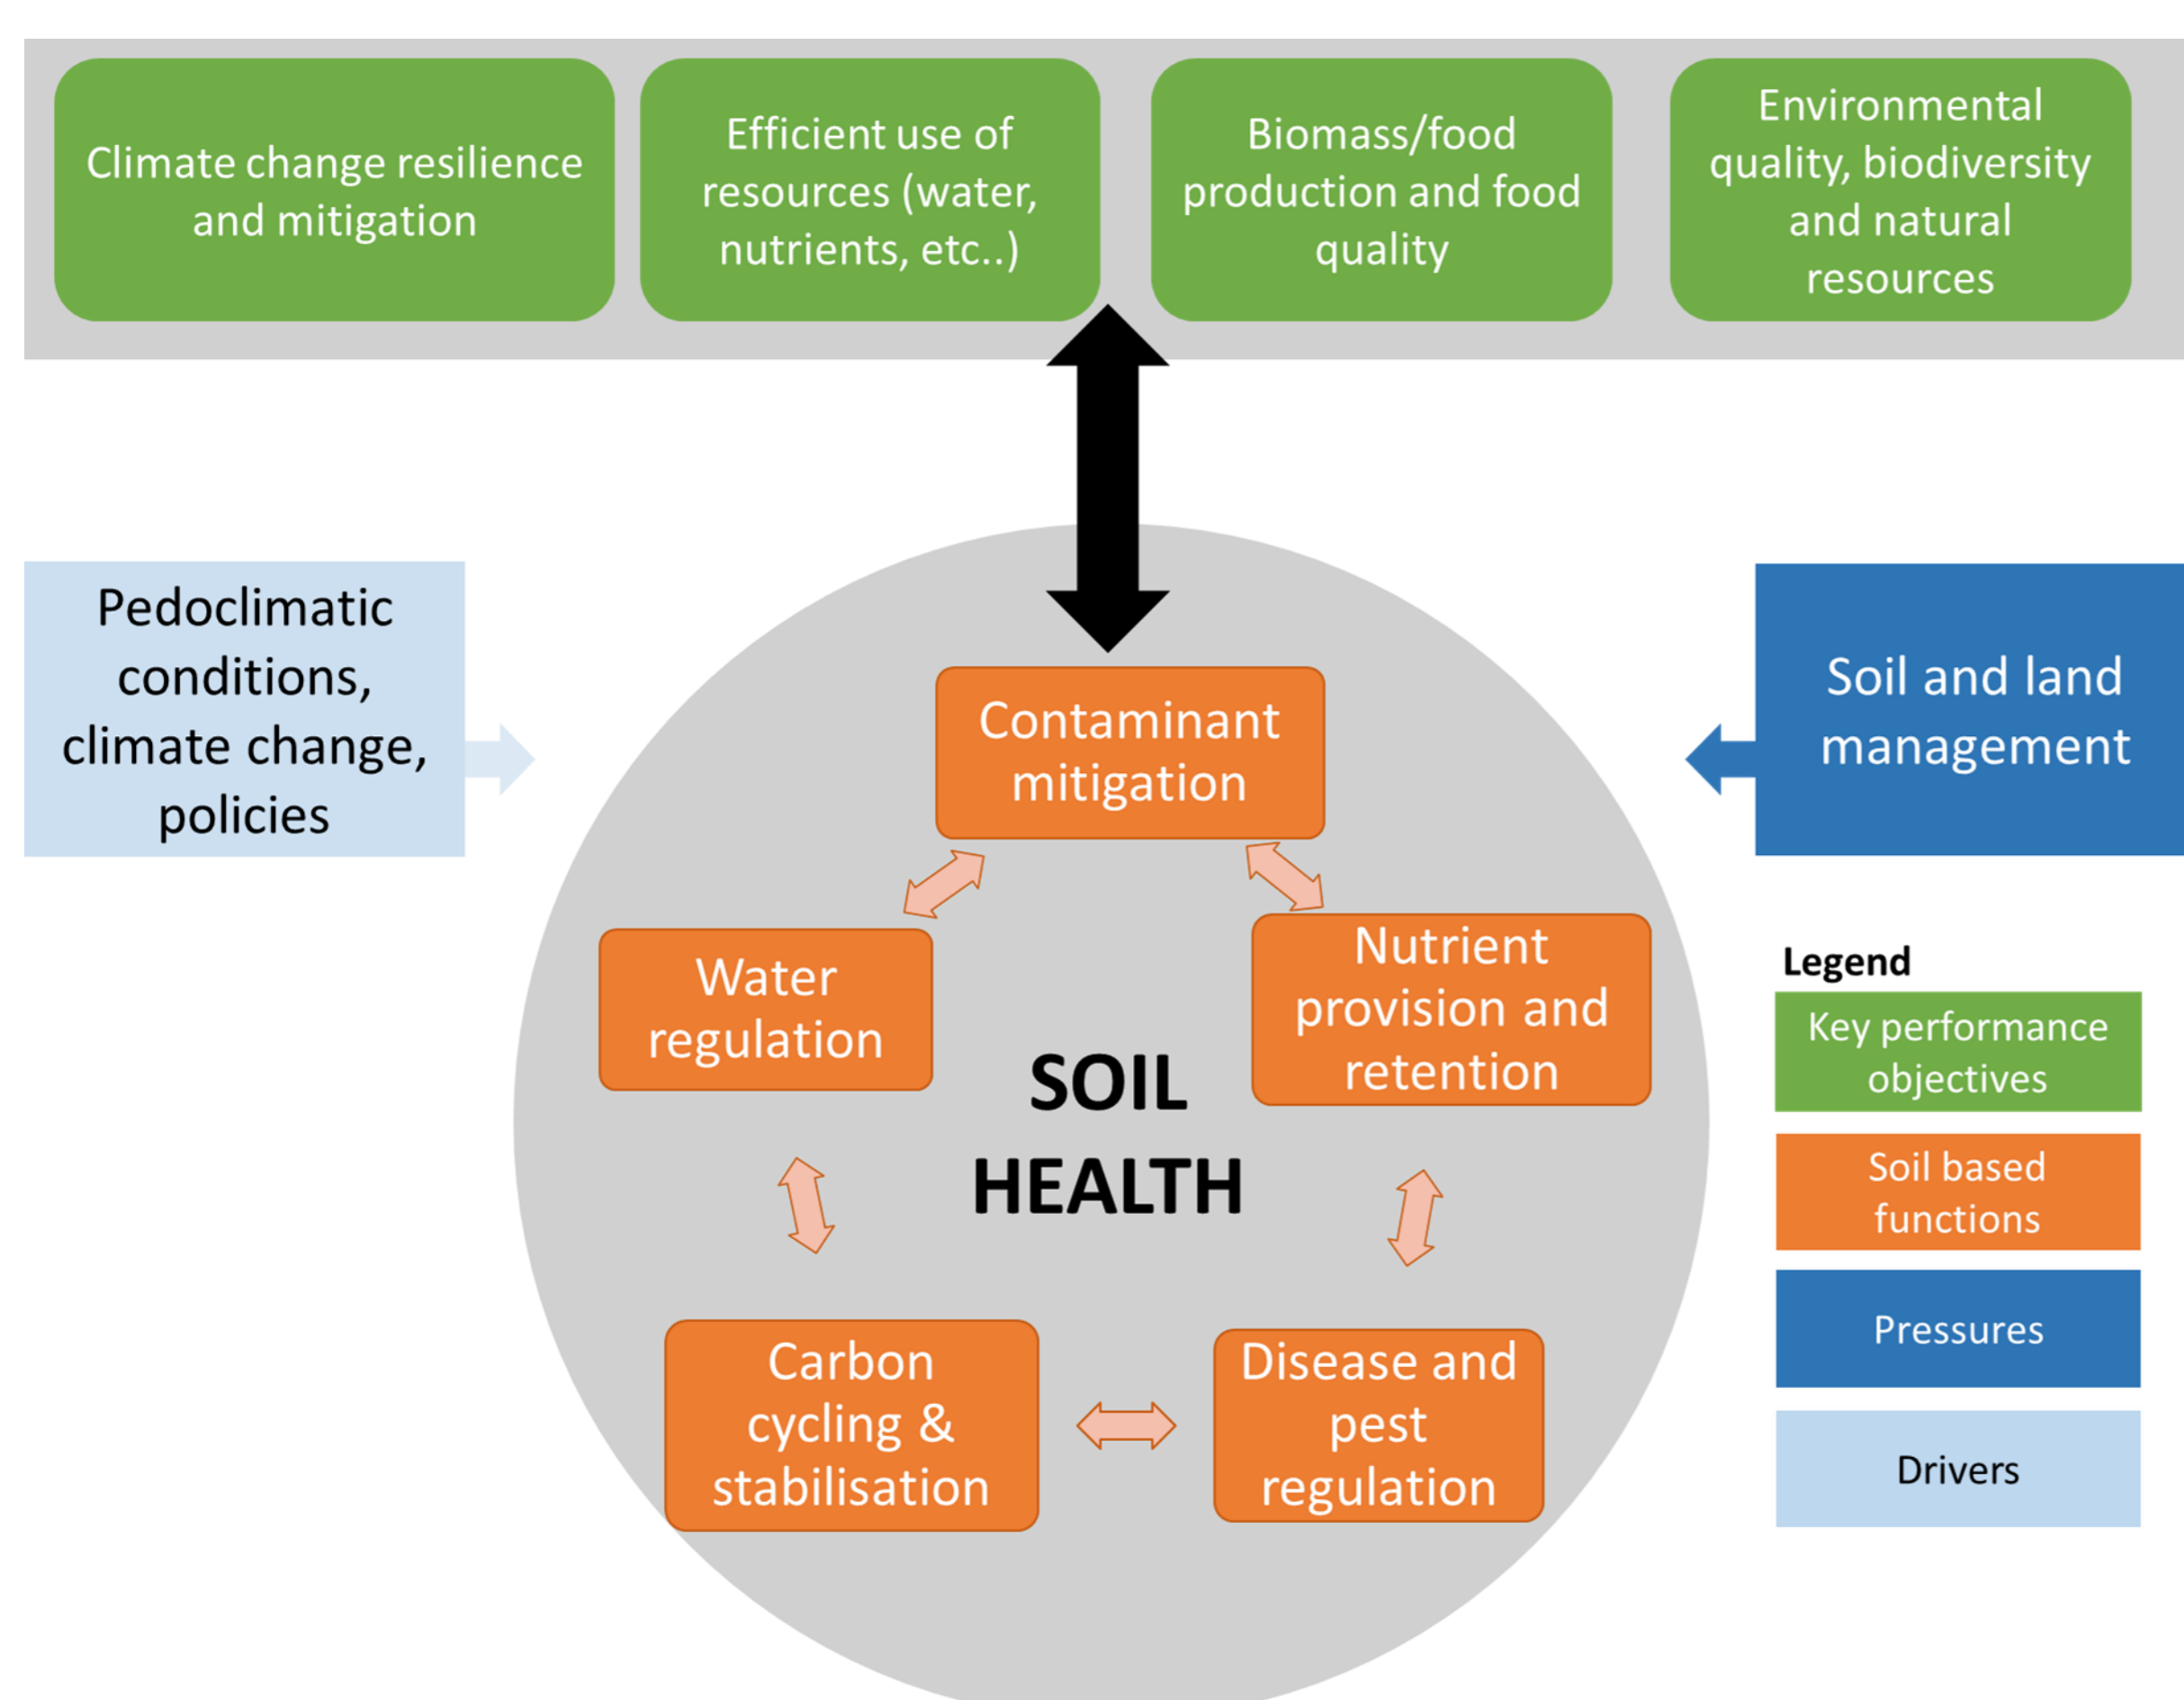 Climate change resilience
and mitigation
Efficient use of
resources (water,
nutrients, etc..)
Biomass/food
production and food
quality
Environmental
quality, biodiversity
and natural
resources
Pedoclimatic
conditions,
climate change,
policies
Soil and land
management
Contaminant
mitigation
Water
regulation
Nutrient
provision and
retention
SOIL
HEALTH
Carbon
cycling &
stabilisation
Disease and
pest
regulation
Legend
Key performance
objectives
Soil based
functions
Pressures
Drivers